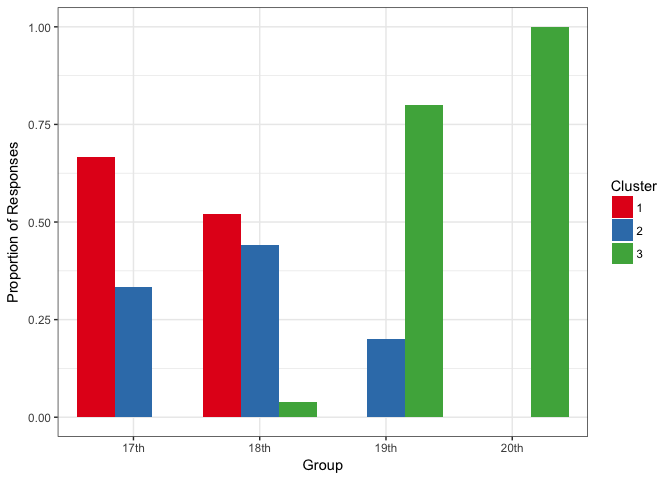 1.00
0.75
0.50
0.25
0.00
Proportion of Responses
17th 18th 19th 20th
Group
Cluster
1
2
3